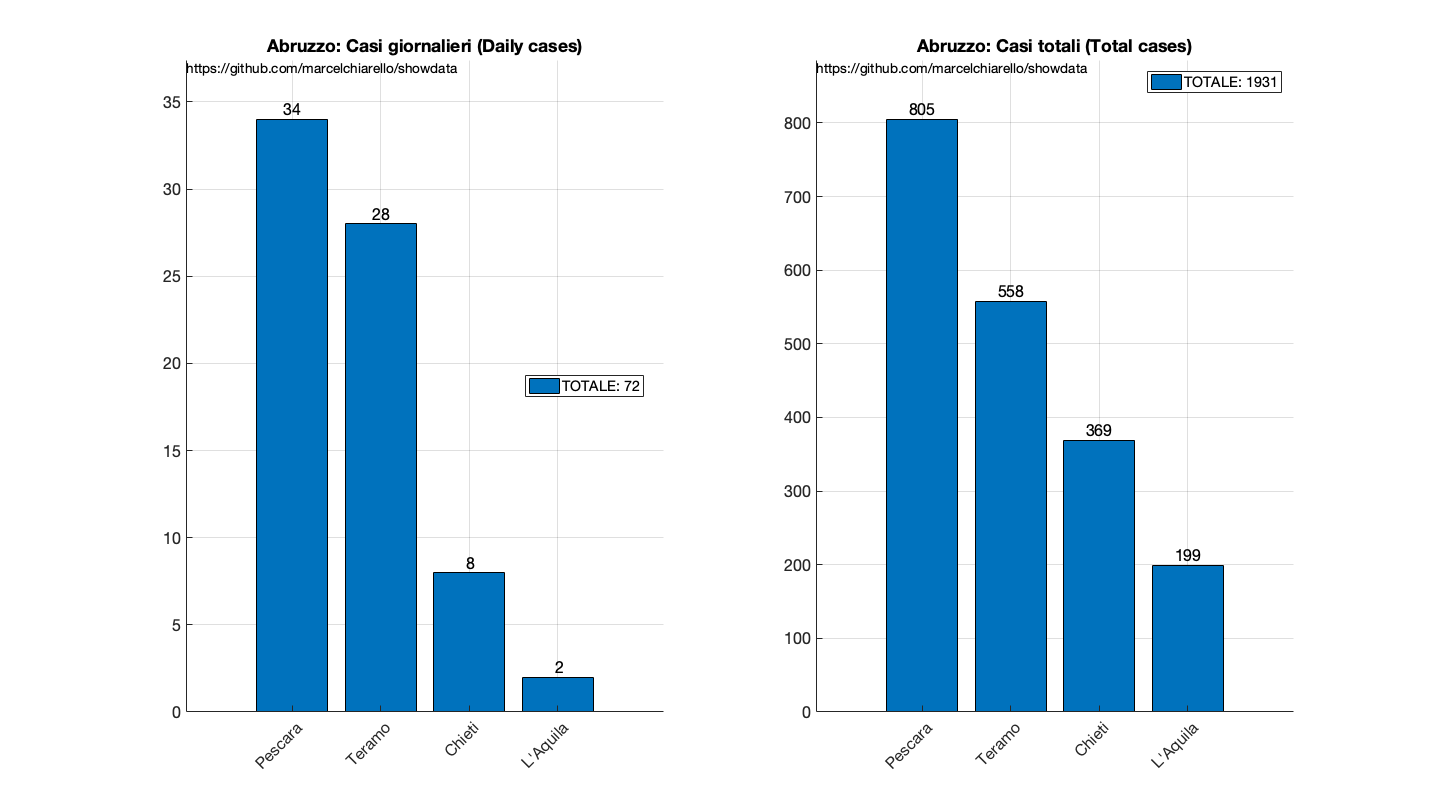 Abruzzo: Casi giornalieri (Daily cases)
https://github.com/marcelchiarello/showdata
35
30
25
20
15
10
5
0
34
28
8
2
TOTALE: 72
Pescara
Teramo
Chieti
L'Aquila
Abruzzo: Casi totali (Total cases)
https://github.com/marcelchiarello/showdata
TOTALE: 1931
800
700
600
500
400
300
200
100
0
805
558
369
199
Pescara
Teramo
Chieti
L'Aquila